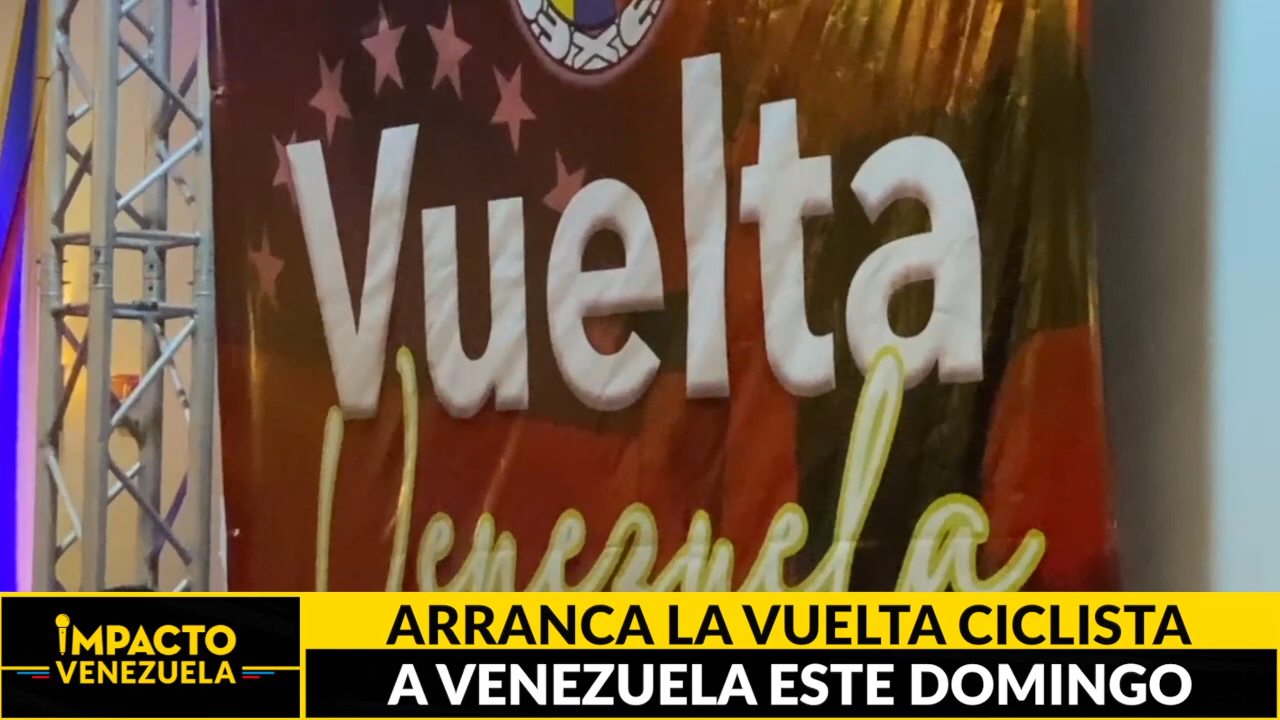 Vuelta
Venezuela
IMPACTO
VENEZUELA
ARRANCA LA VUELTA CICLISTA
A VENEZUELA ESTE DOMINGO